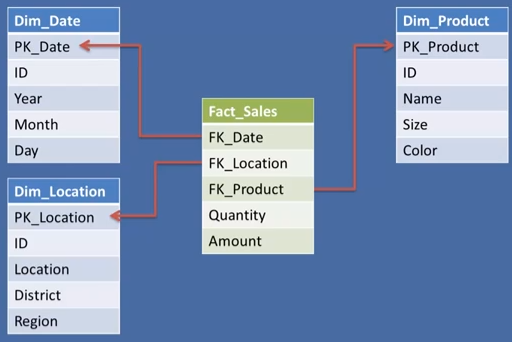 Dim_Date
PK_Date
ID
Year
Month
Day
Dim_Location
PK_Location
ID
Location
District
Region
Fact_Sales
FK_Date
FK_Location
FK_Product
Quantity
Amount
Dim_Product
PK_Product
ID
Name
Size
Color